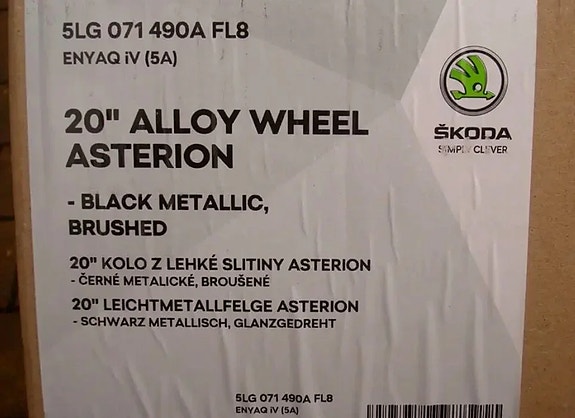 5LG 071 490A FL8
ENYAQ iV (5A)
ŠKODA
SIMPLY CLEVER
20" ALLOY WHEEL
ASTERION
- BLACK METALLIC,
BRUSHED
20" KOLO Z LEHKÉ SLITINY ASTERION
- ČERNÉ METALICKÉ, BROUŠENÉ
20" LEICHTMETALLFELGE ASTERION
- SCHWARZ METALLISCH, GLANZGEDREHT
5LG 071 490A FL8
ENYAQ iV (5A)